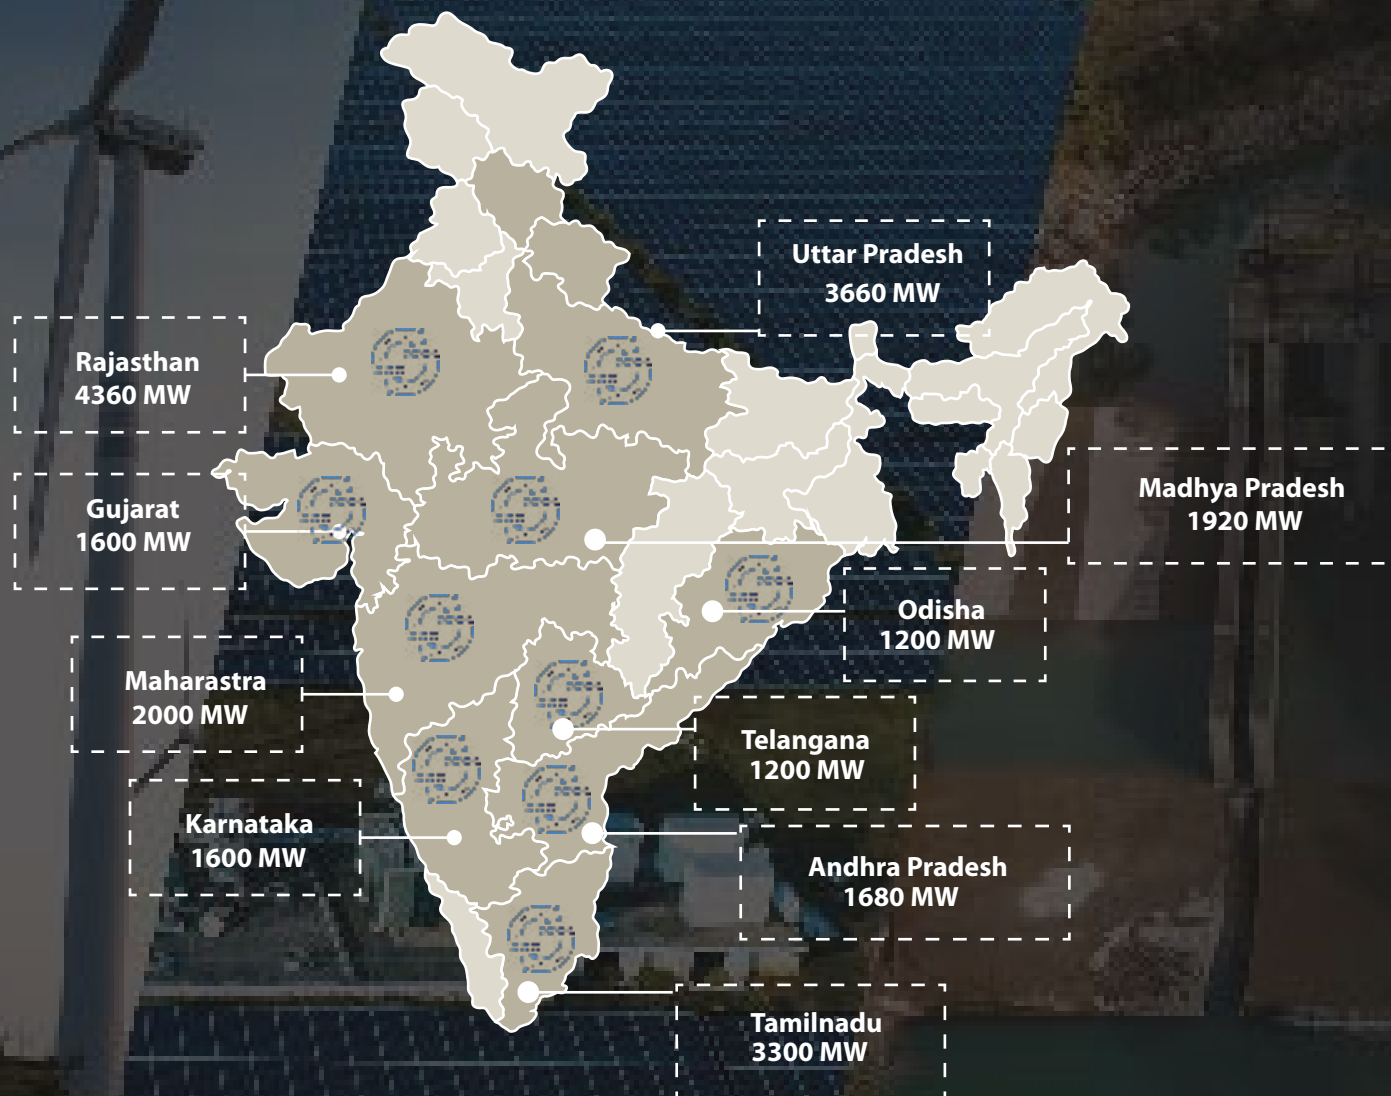 Uttar Pradesh
3660 MW
Rajasthan
4360 MW
Gujarat
1600 MW
Madhya Pradesh
1920 MW
Odisha
1200 MW
Maharastra
2000 MW
Telangana
1200 MW
Karnataka
1600 MW
Andhra Pradesh
1680 MW
Tamilnadu
3300 MW